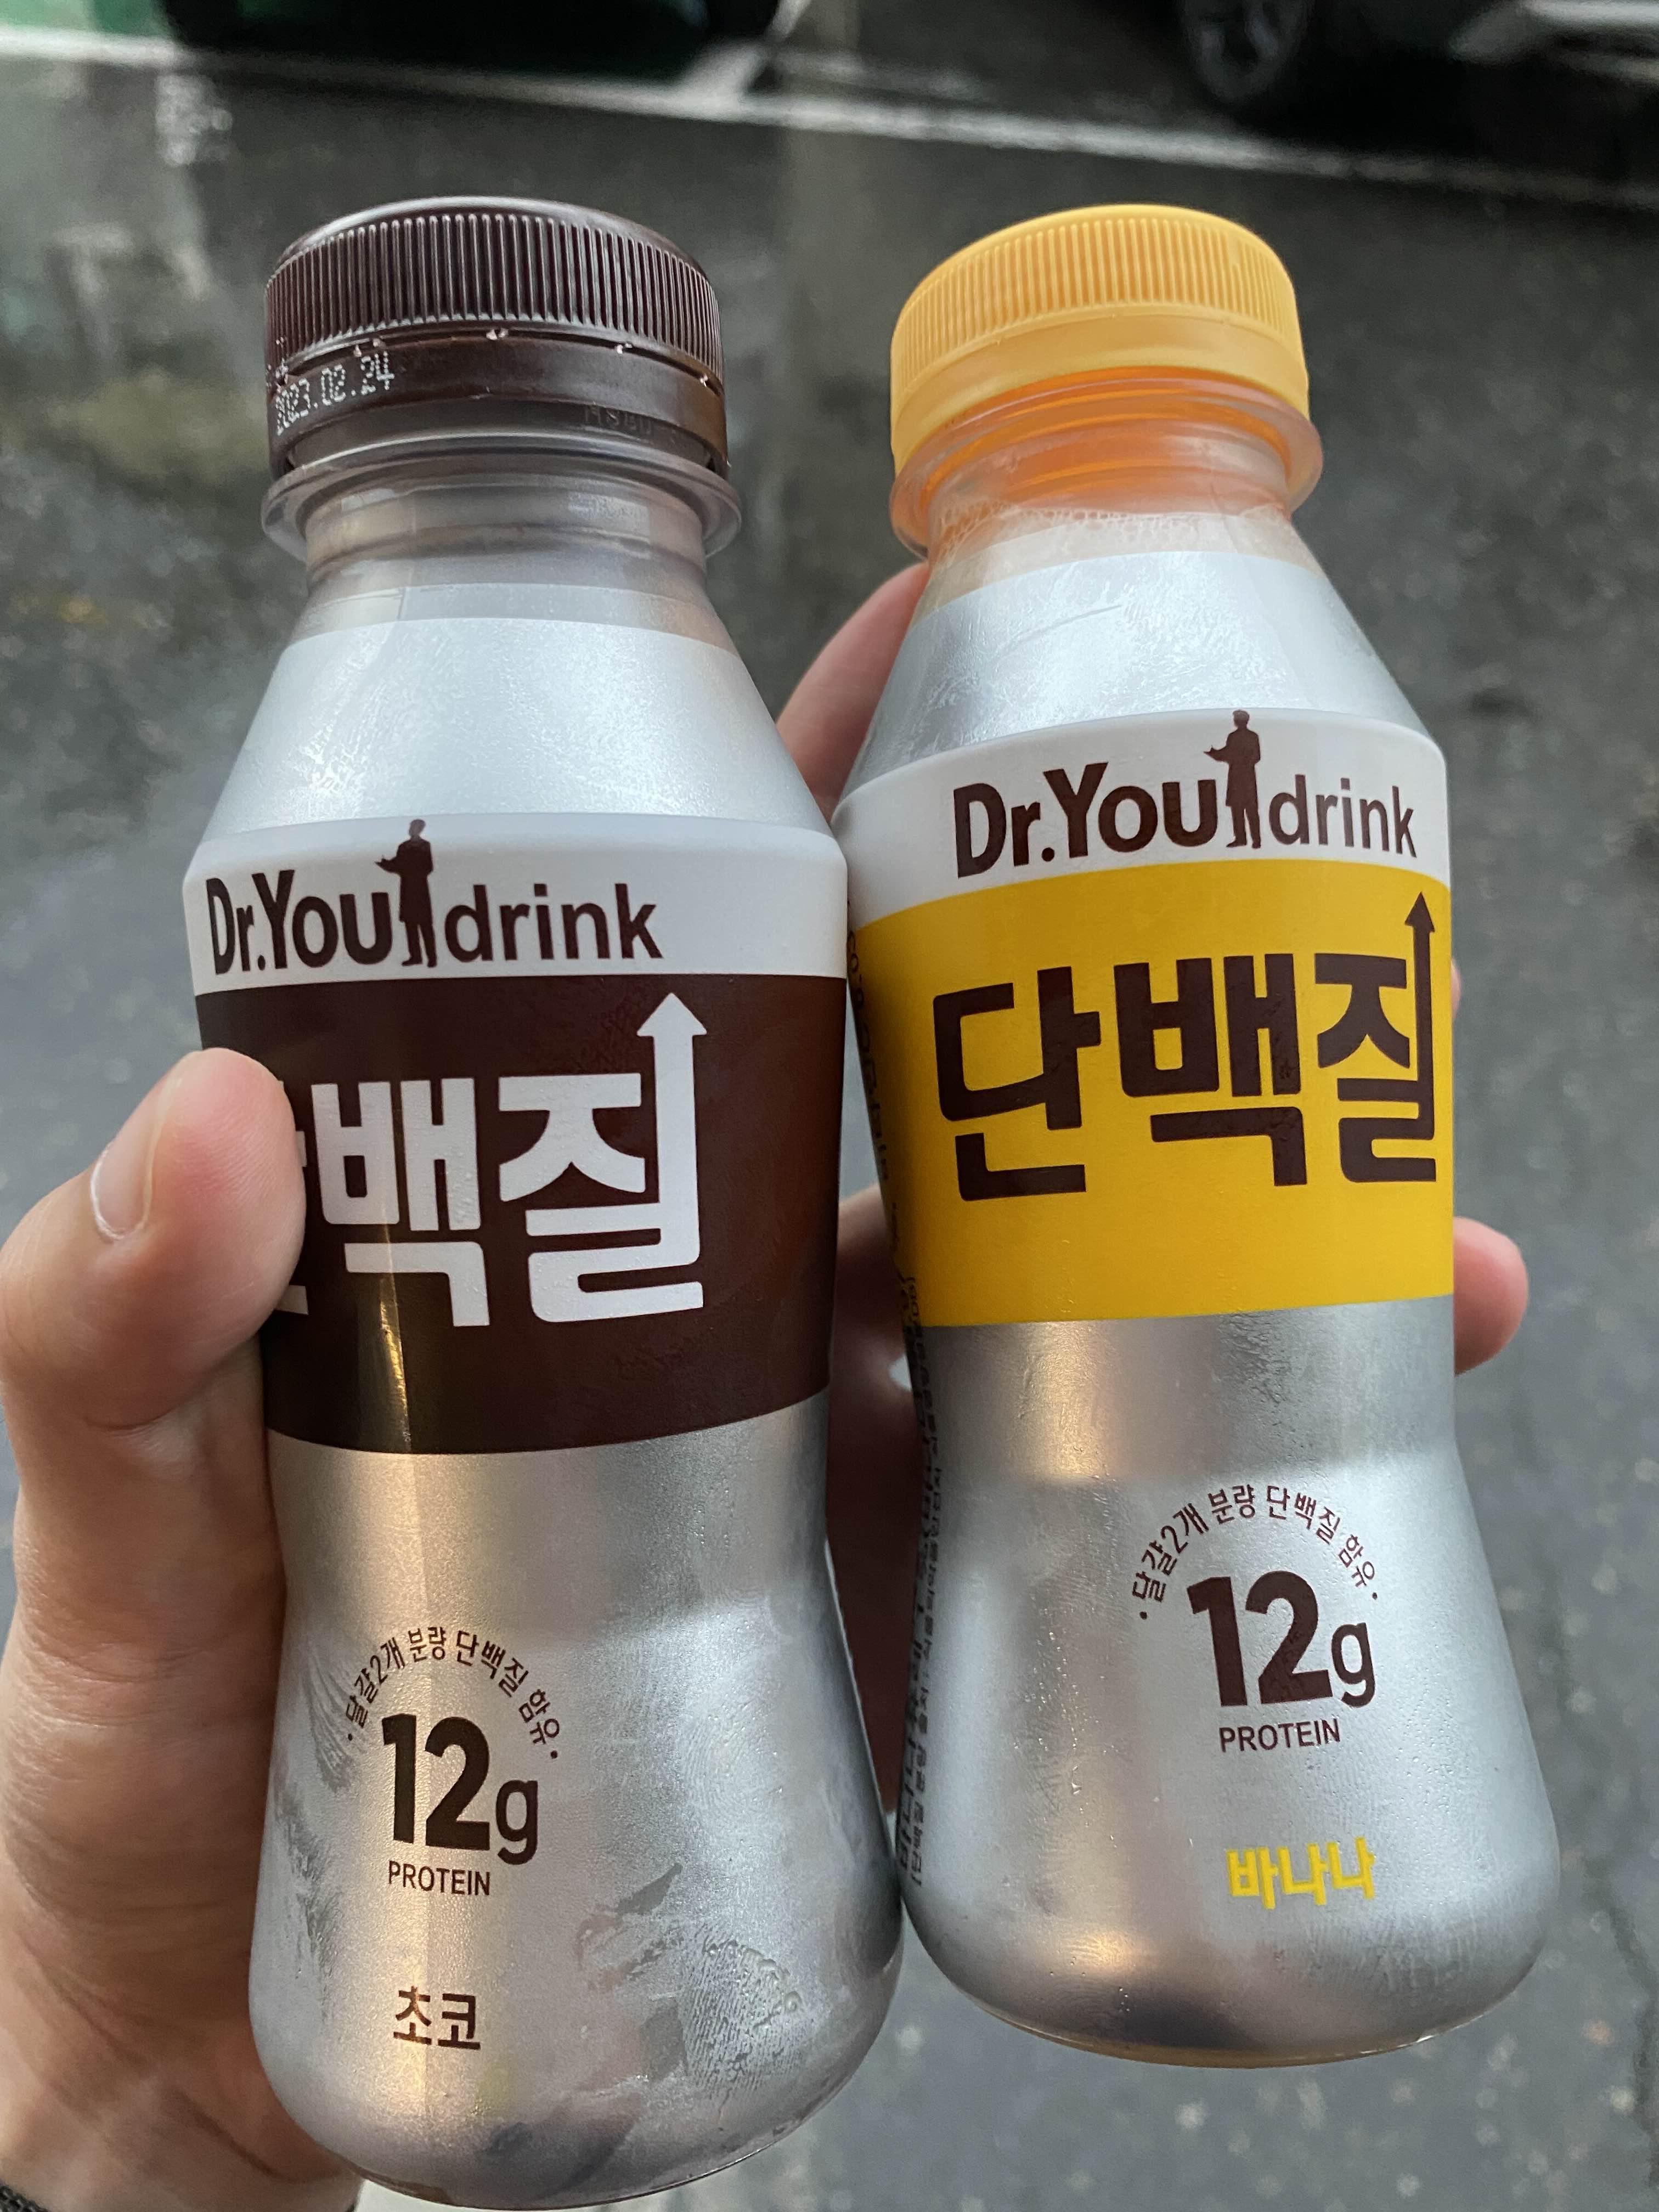 2023.02.24
Dr.You drink
백질
달걀2개 분량 단백질 함유
12g
PROTEIN
초코
Dr.You drink
단백질
달걀2개 분량 단백질 함유
12g
PROTEIN
바나나